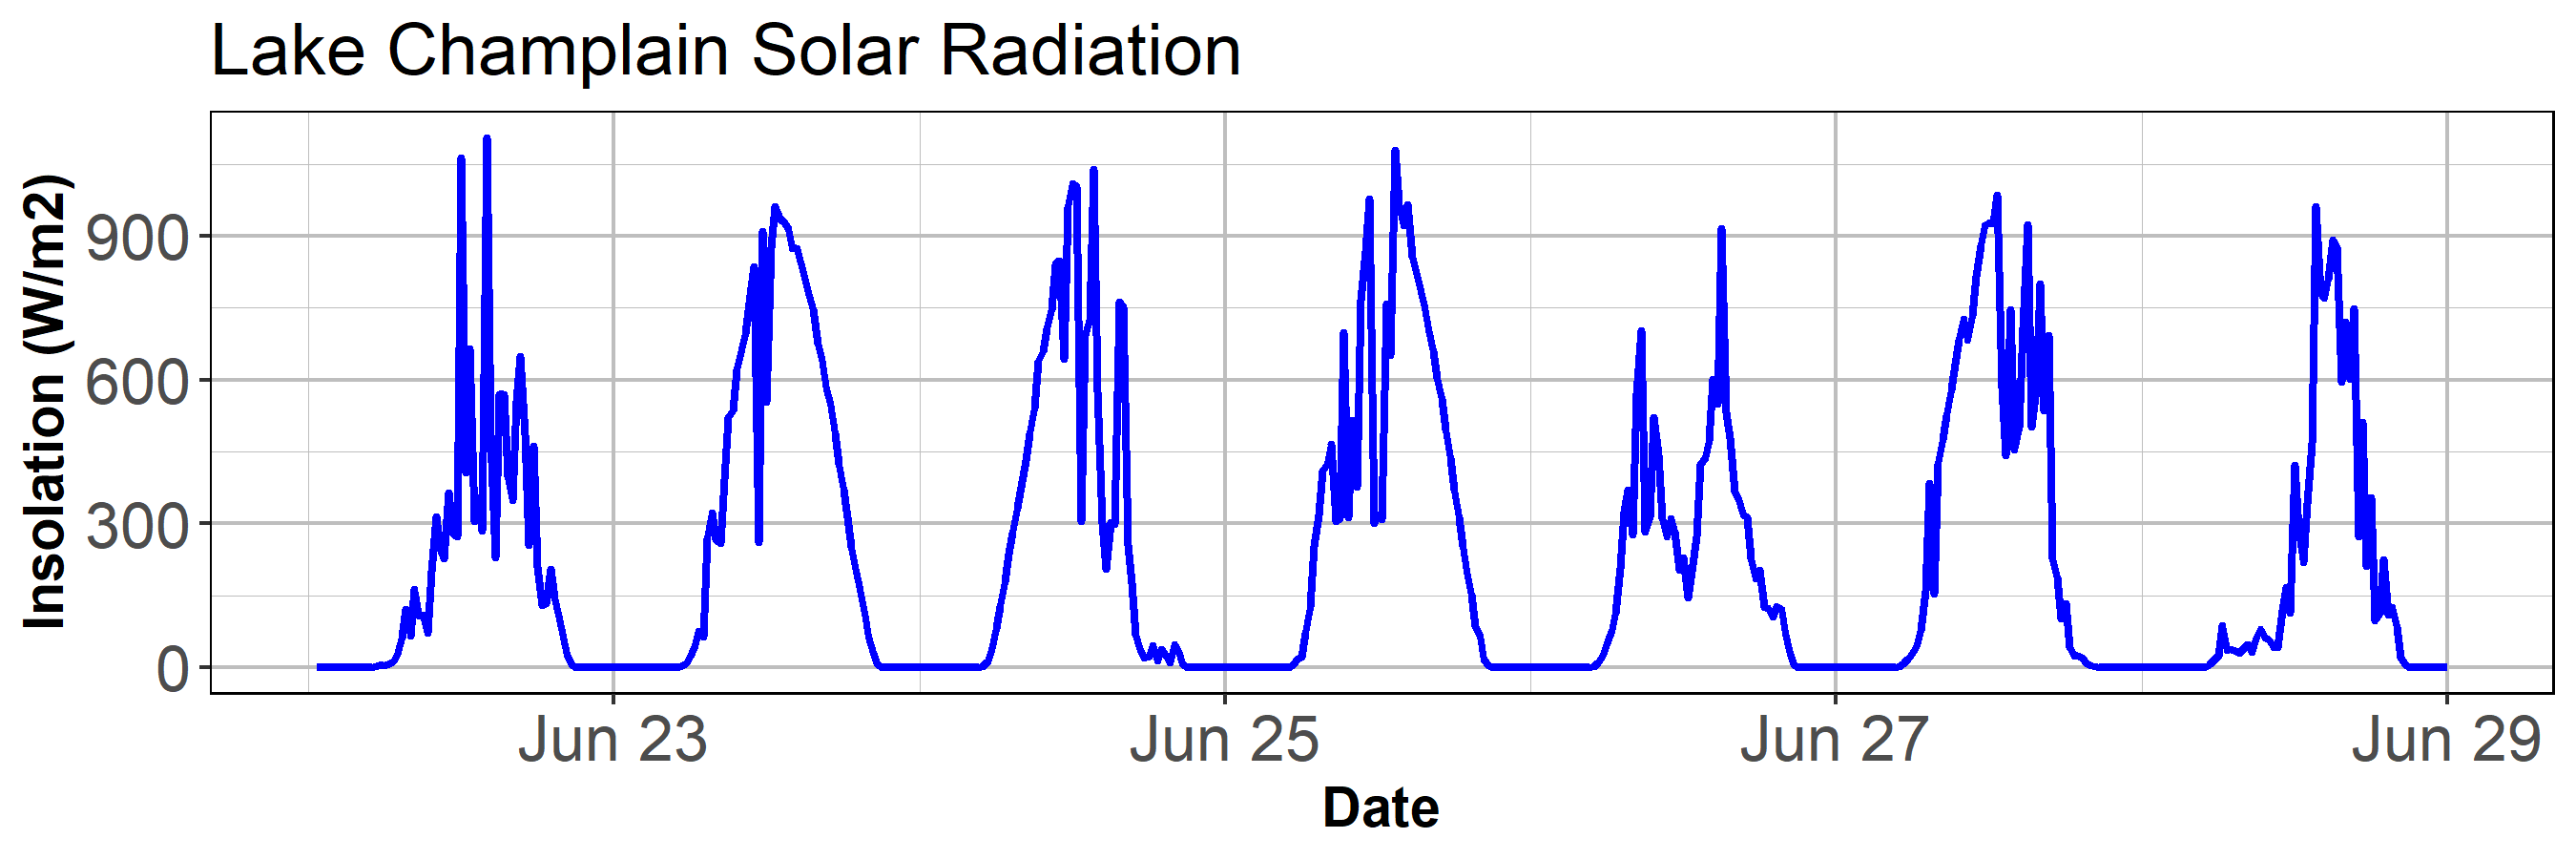 Lake Champlain Solar Radiation
Insolation (W/m2)
900
600
300
0
Jun 23 Jun 25 Jun 27 Jun 29
Date